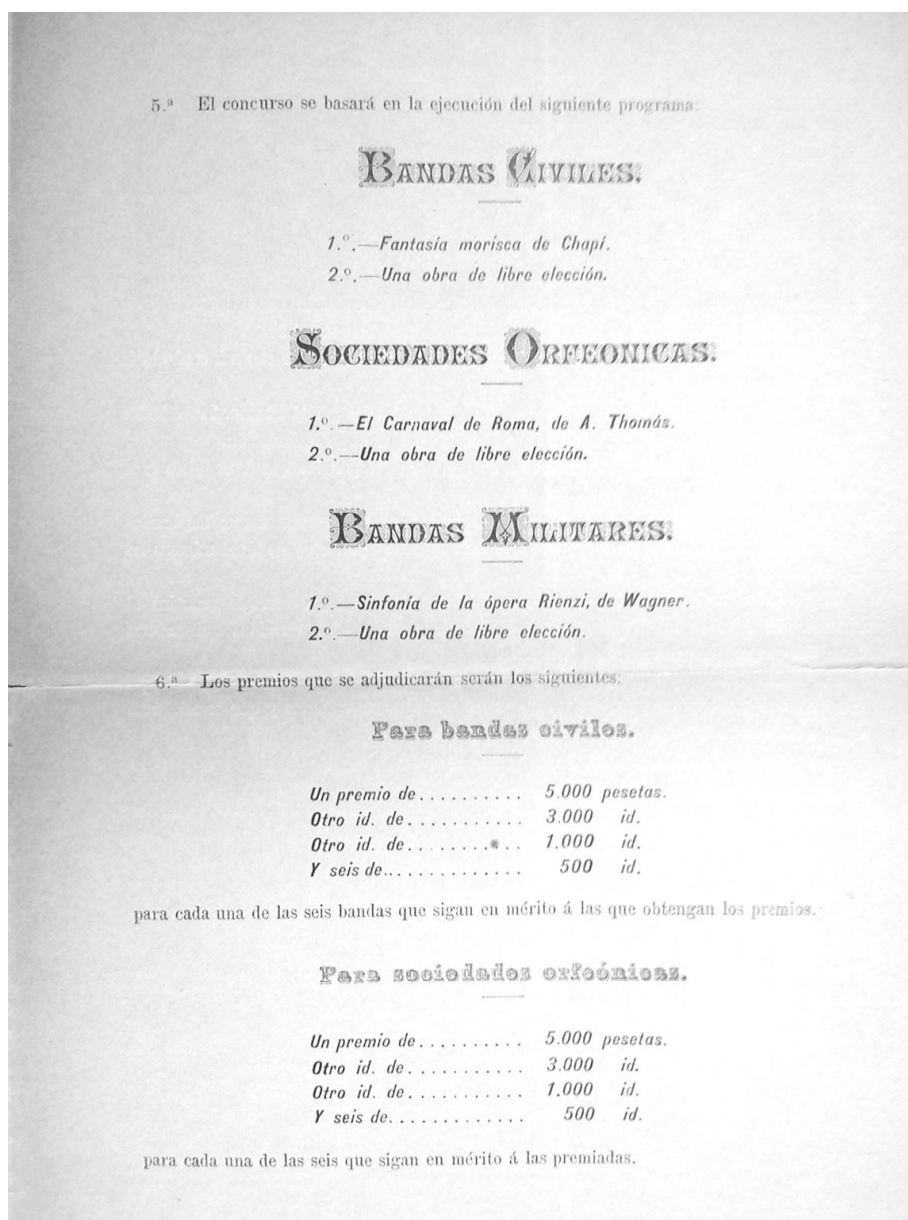 5.ª El concurso se basará en la ejecución del siguiente programa:
BANDAS CIVILES.
1.º.—Fantasía morisca de Chapí.
2.º.—Una obra de libre elección.
SOCIEDADES ORFEONICAS.
1.º.—El Carnaval de Roma, de A. Thomás.
2.º.—Una obra de libre elección.
BANDAS MILITARES.
1.º.—Sinfonía de la ópera Rienzi, de Wagner.
2.º.—Una obra de libre elección.
6.ª Los premios que se adjudicarán serán los siguientes:
Para bandas civiles.
Un premio de.......... 5.000 pesetas.
Otro id. de........... 3.000 id.
Otro id. de........... 1.000 id.
Y seis de............. 500 id.
para cada una de las seis bandas que sigan en mérito á las que obtengan los premios.
Para sociedades orfeónicas.
Un premio de.......... 5.000 pesetas.
Otro id. de........... 3.000 id.
Otro id. de........... 1.000 id.
Y seis de............. 500 id.
para cada una de las seis que sigan en mérito á las premiadas.